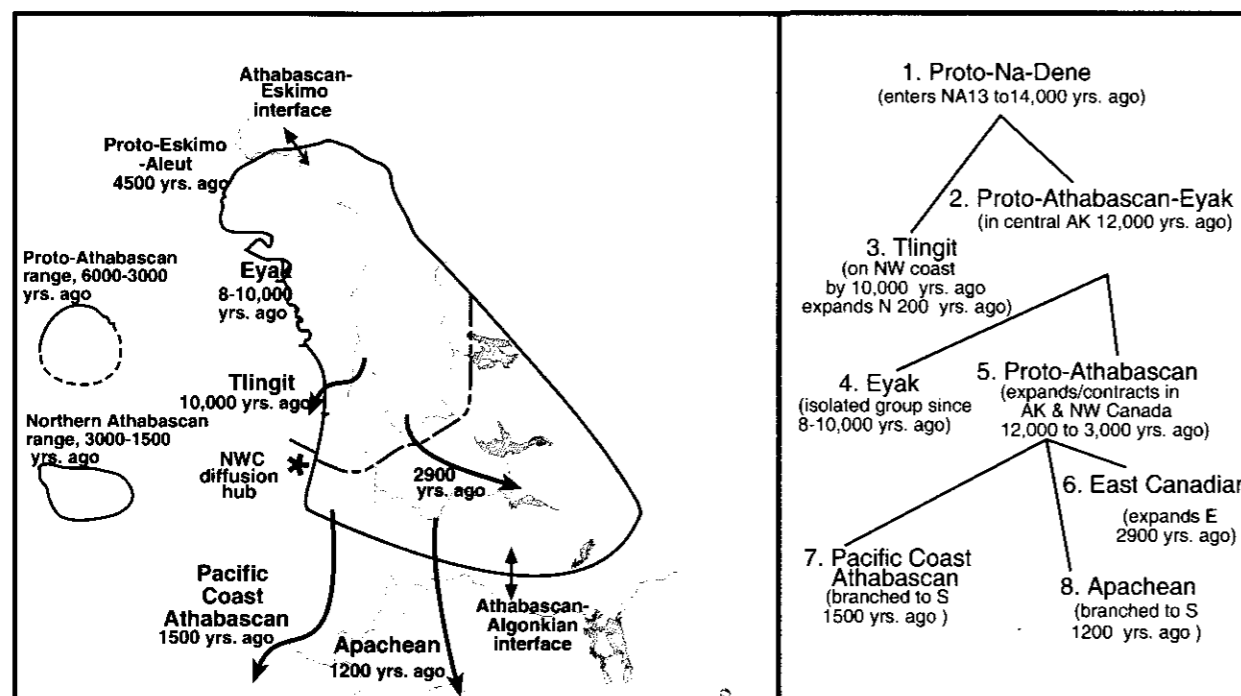 Athabascan-
Eskimo
interface
Proto-Eskimo
-Aleut
4500 yrs. ago
Proto-Athabascan
range, 6000-3000
yrs. ago
Eyak
8-10,000
yrs. ago
Tlingit
10,000 yrs. ago
Northern Athabascan
range, 3000-1500
yrs. ago
NWC
diffusion
hub
2900
yrs. ago
Pacific
Coast
Athabascan
1500 yrs. ago
Apachean
1200 yrs. ago
Athabascan-
Algonkian
interface
1. Proto-Na-Dene
(enters NA13 to14,000 yrs. ago)
2. Proto-Athabascan-Eyak
(in central AK 12,000 yrs. ago)
3. Tlingit
(on NW coast
by 10,000 yrs. ago
expands N 200 yrs. ago)
4. Eyak
(isolated group since
8-10,000 yrs. ago)
5. Proto-Athabascan
(expands/contracts in
AK & NW Canada
12,000 to 3,000 yrs. ago)
6. East Canadian
(expands E
2900 yrs. ago)
7. Pacific Coast
Athabascan
(branched to S
1500 yrs. ago )
8. Apachean
(branched to S
1200 yrs. ago )